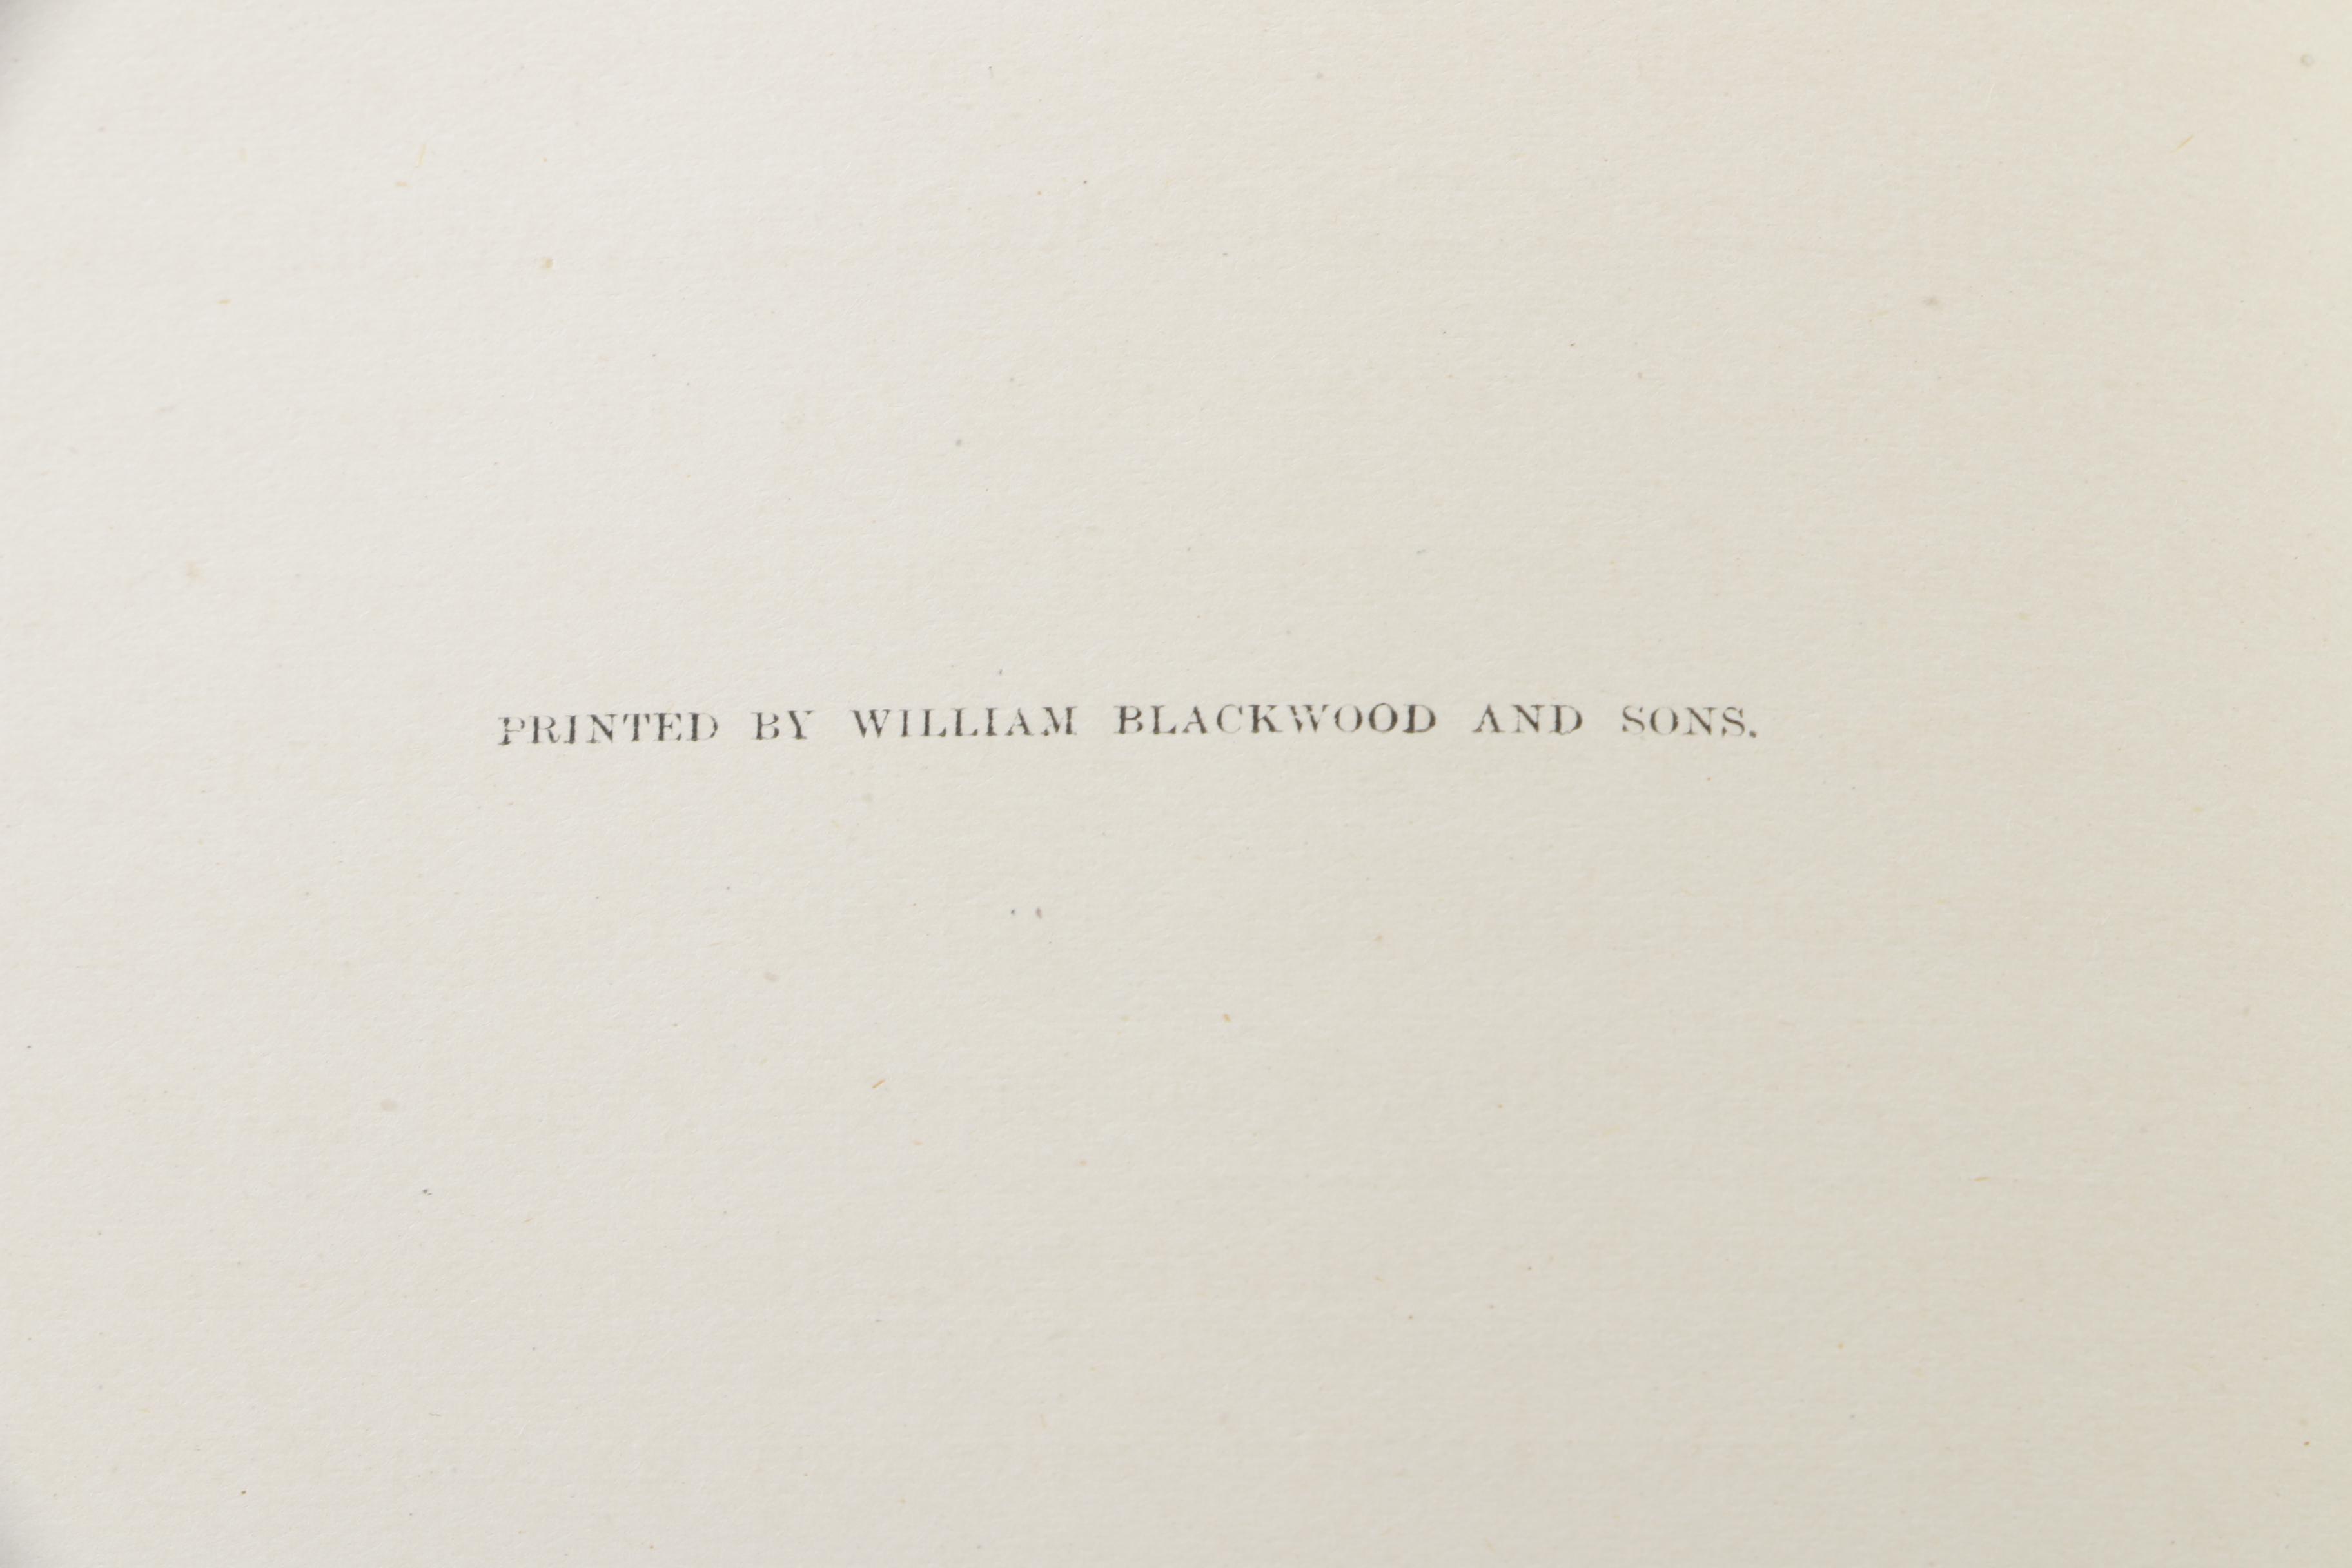 PRINTED BY WILLIAM BLACKWOOD AND SONS.